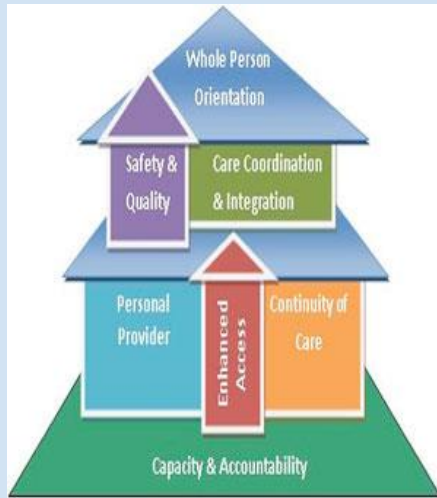 Whole Person
Orientation
Safety &
Quality
Care Coordination
& Integration
Personal
Provider
Enhanced
Access
Continuity of
Care
Capacity & Accountability